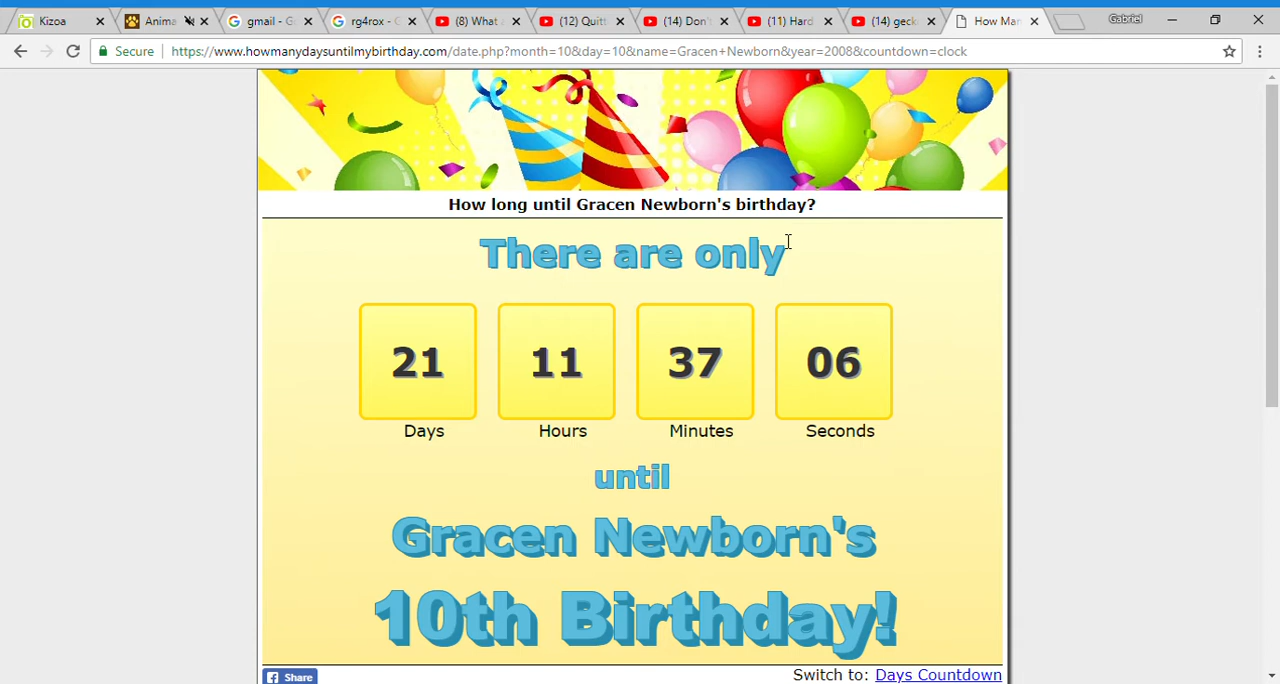 Kizoa
Anima
gmail - Go
rg4rox - G
(8) What
(12) Quitt
(14) Don'
(11) Hard
(14) geck
How Man
Gabriel
Secure
https://www.howmanydaysuntilmybirthday.com/date.php?month=10&day=10&name=Gracen+Newborn&year=2008&countdown=clock
How long until Gracen Newborn's birthday?
There are only
21 11 37 06
Days Hours Minutes Seconds
until
Gracen Newborn's
10th Birthday!
Share
Switch to: Days Countdown